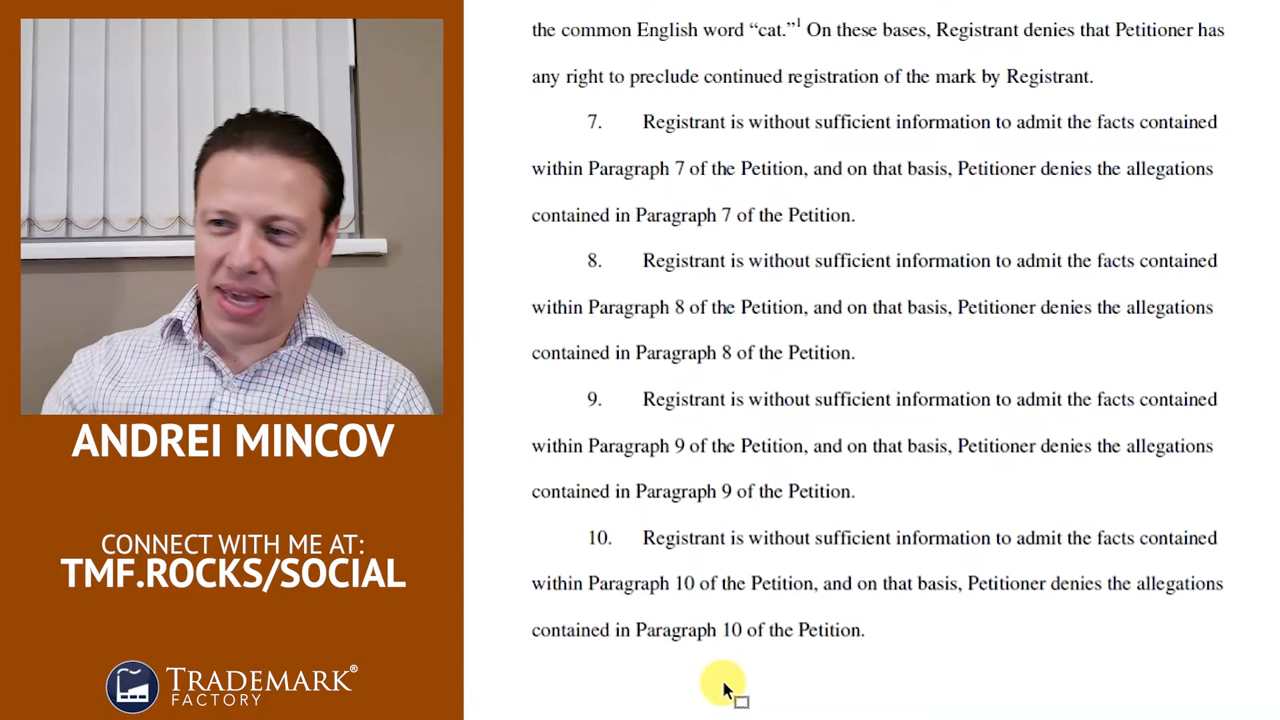 ANDREI MINCOV
CONNECT WITH ME AT:
TMF.ROCKS/SOCIAL
TRADEMARK®
FACTORY
the common English word “cat.”1 On these bases, Registrant denies that Petitioner has
any right to preclude continued registration of the mark by Registrant.
7. Registrant is without sufficient information to admit the facts contained
within Paragraph 7 of the Petition, and on that basis, Petitioner denies the allegations
contained in Paragraph 7 of the Petition.
8. Registrant is without sufficient information to admit the facts contained
within Paragraph 8 of the Petition, and on that basis, Petitioner denies the allegations
contained in Paragraph 8 of the Petition.
9. Registrant is without sufficient information to admit the facts contained
within Paragraph 9 of the Petition, and on that basis, Petitioner denies the allegations
contained in Paragraph 9 of the Petition.
10. Registrant is without sufficient information to admit the facts contained
within Paragraph 10 of the Petition, and on that basis, Petitioner denies the allegations
contained in Paragraph 10 of the Petition.